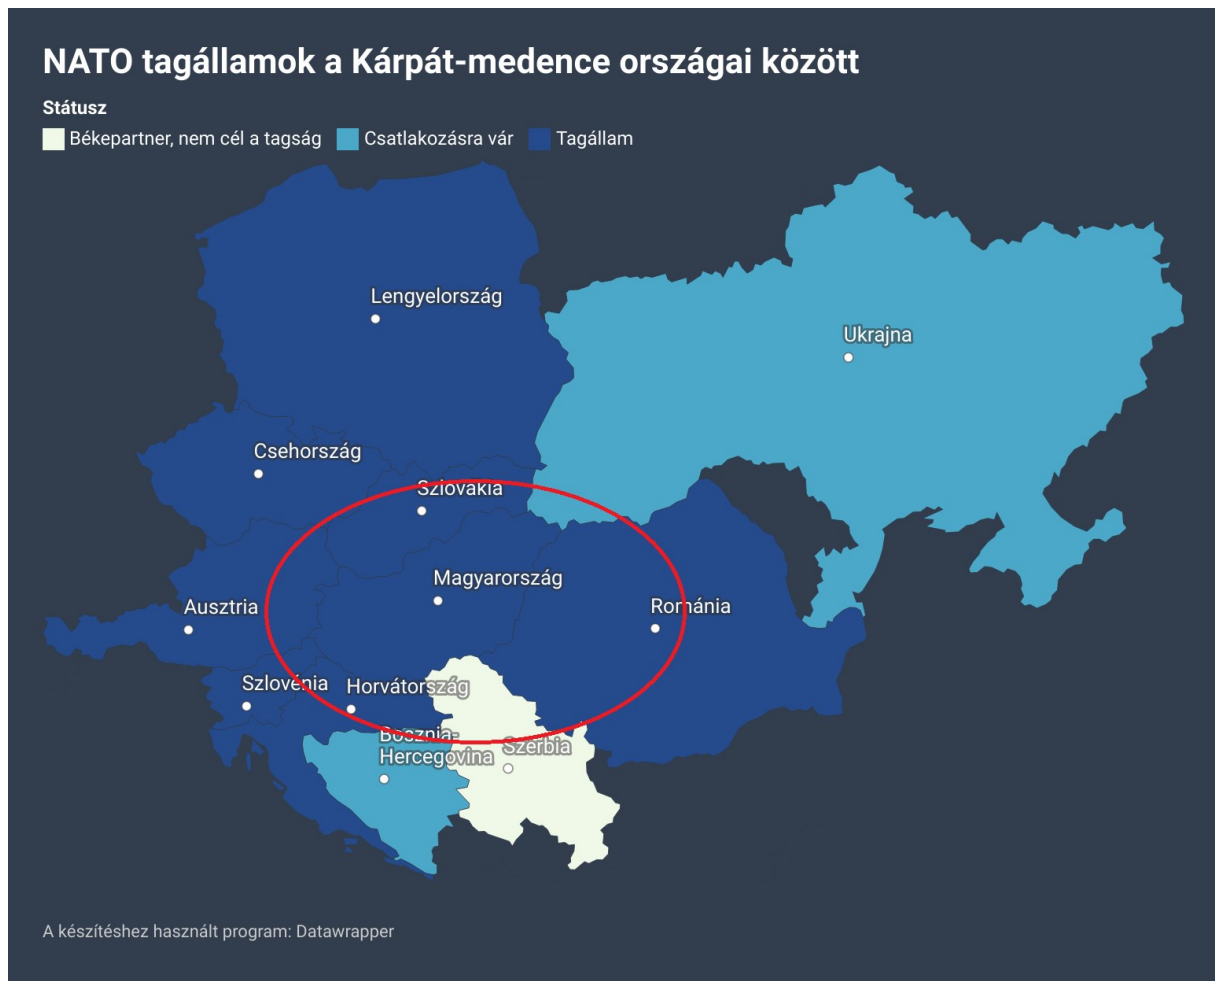 NATO tagállamok a Kárpát-medence országai között
Státusz
Békepartner, nem cél a tagság
Csatlakozásra vár
Tagállam
Lengyelország
Ukrajna
Csehország
Szlovákia
Magyarország
Ausztria
Románia
Szlovénia
Horvátország
Bosznia-
Hercegovina
Szerbia
A készítéshez használt program: Datawrapper